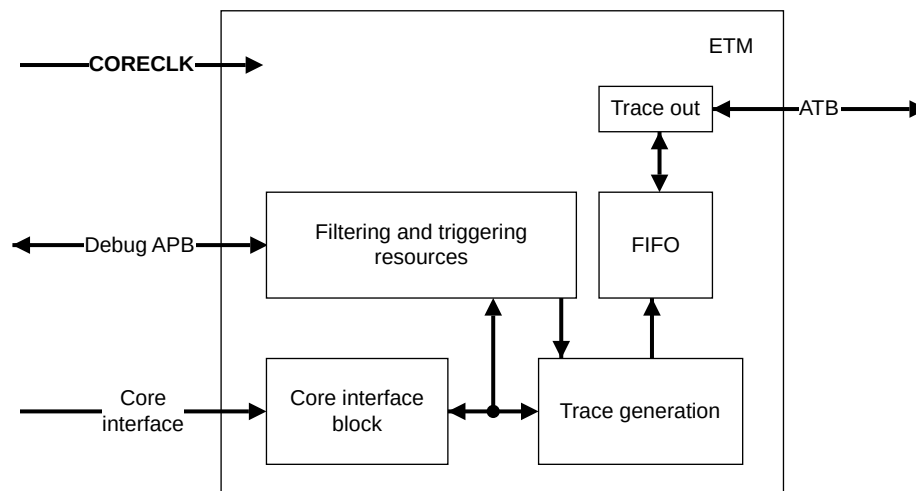 ETM
CORECLK
Trace out
ATB
Debug APB
Filtering and triggering
resources
FIFO
Core
interface
Core interface
block
Trace generation